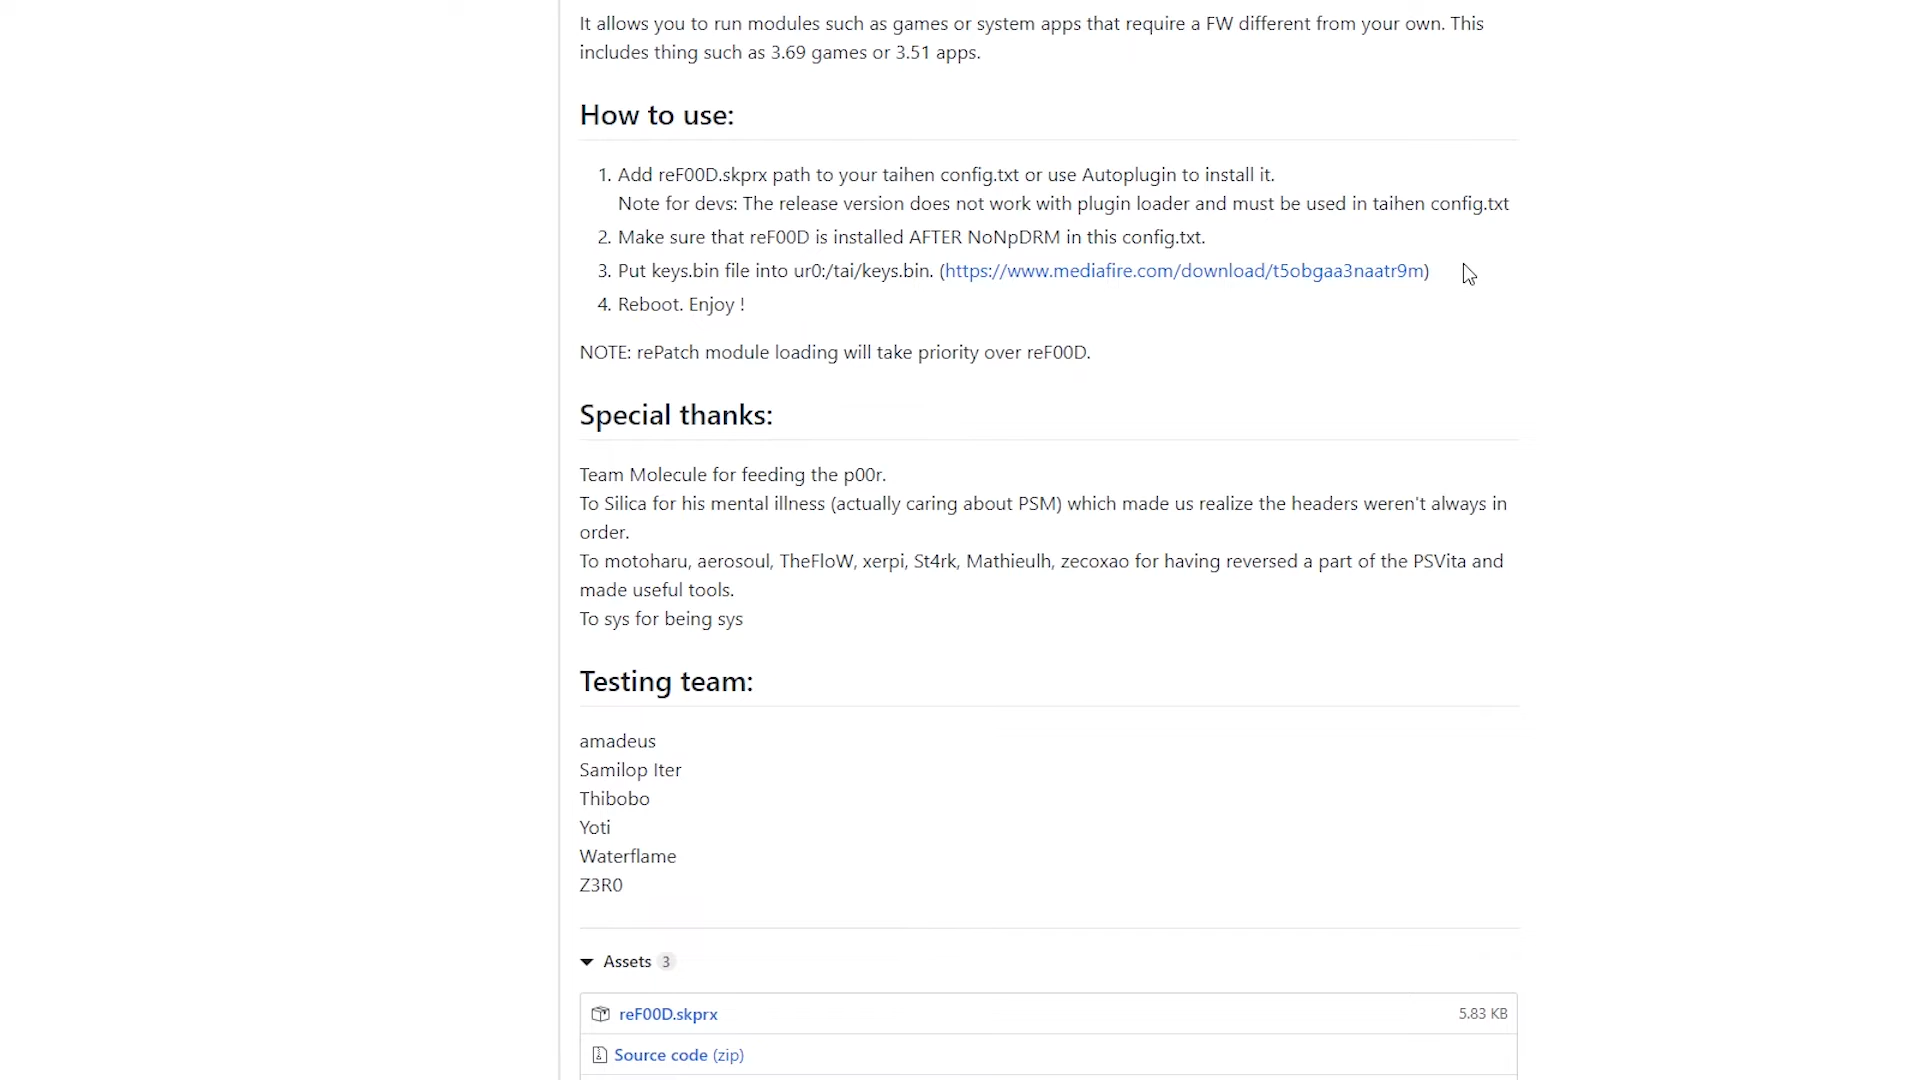 It allows you to run modules such as games or system apps that require a FW different from your own. This
includes thing such as 3.69 games or 3.51 apps.
How to use:
1. Add reF00D.skprx path to your taihen config.txt or use Autoplugin to install it.
Note for devs: The release version does not work with plugin loader and must be used in taihen config.txt
2. Make sure that reF00D is installed AFTER NoNpDRM in this config.txt.
3. Put keys.bin file into ur0:/tai/keys.bin. (https://www.mediafire.com/download/t5obgaa3naatr9m)
4. Reboot. Enjoy !
NOTE: rePatch module loading will take priority over reF00D.
Special thanks:
Team Molecule for feeding the p00r.
To Silica for his mental illness (actually caring about PSM) which made us realize the headers weren't always in
order.
To motoharu, aerosoul, TheFloW, xerpi, St4rk, Mathieulh, zecoxao for having reversed a part of the PSVita and
made useful tools.
To sys for being sys
Testing team:
amadeus
Samilop Iter
Thibobo
Yoti
Waterflame
Z3R0
Assets 3
reF00D.skprx 5.83 KB
Source code (zip)